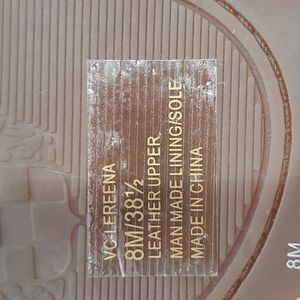 VC-LEREENA
8M/38½
LEATHER UPPER
MAN MADE LINING/SOLE
MADE IN CHINA
8M